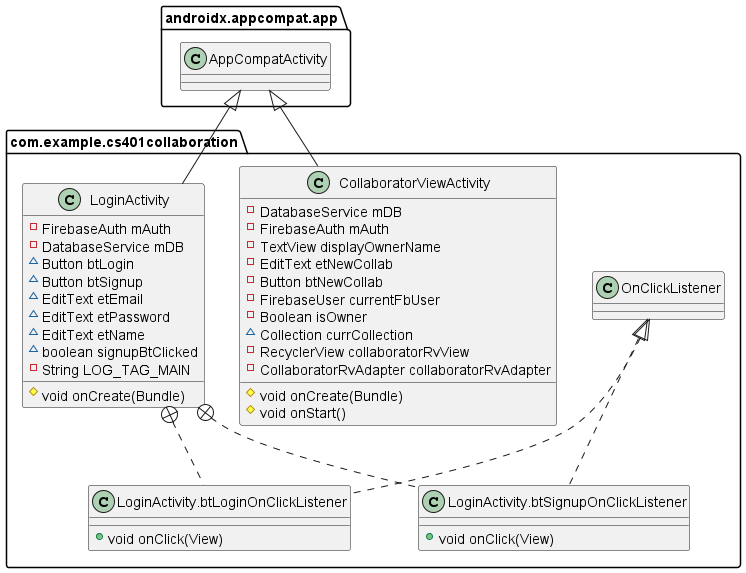 androidx.appcompat.app
C AppCompatActivity
com.example.cs401collaboration
C LoginActivity
FirebaseAuth mAuth
DatabaseService mDB
Button btLogin
Button btSignup
EditText etEmail
EditText etPassword
EditText etName
boolean signupBtClicked
String LOG_TAG_MAIN
void onCreate(Bundle)
C CollaboratorViewActivity
DatabaseService mDB
FirebaseAuth mAuth
TextView displayOwnerName
EditText etNewCollab
Button btNewCollab
FirebaseUser currentFbUser
Boolean isOwner
Collection currCollection
RecyclerView collaboratorRvView
CollaboratorRvAdapter collaboratorRvAdapter
void onCreate(Bundle)
void onStart()
C OnClickListener
C LoginActivity.btLoginOnClickListener
void onClick(View)
C LoginActivity.btSignupOnClickListener
void onClick(View)